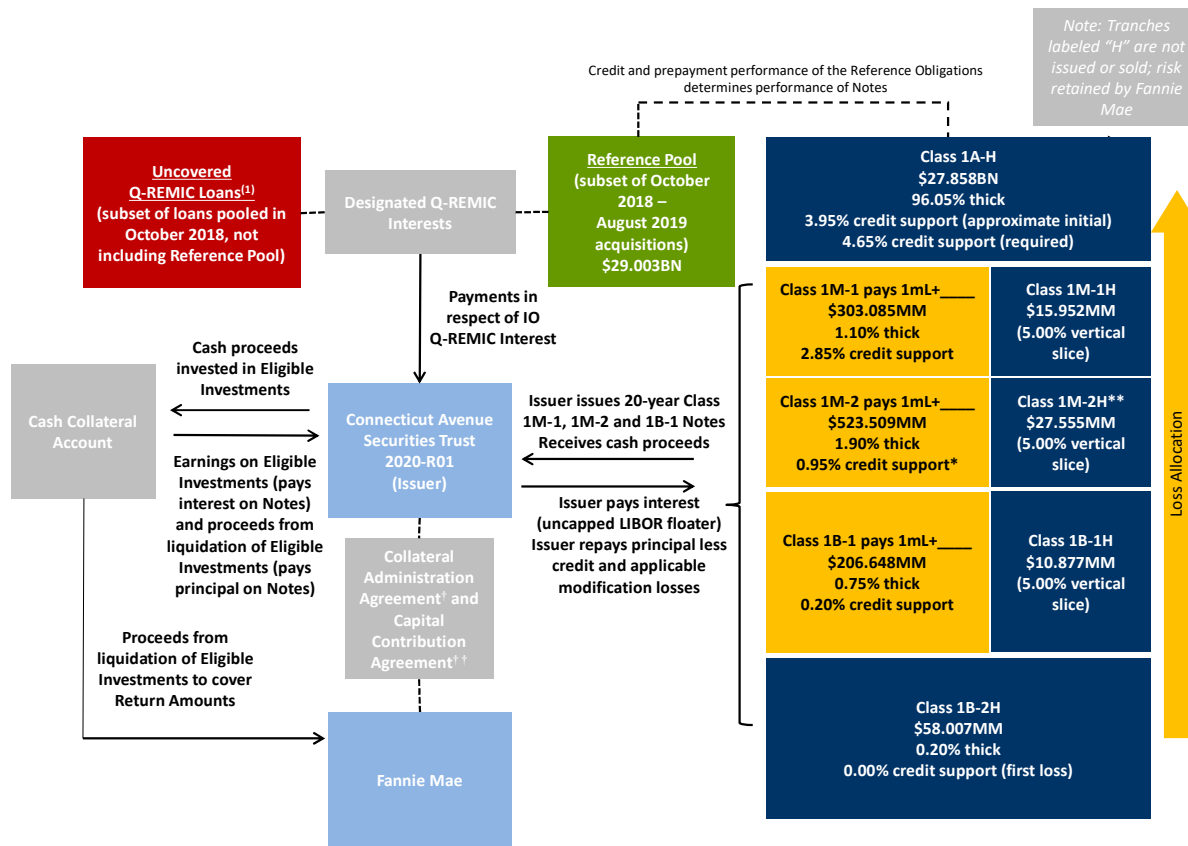 Note: Tranches
labeled "H" are not
issued or sold; risk
retained by Fannie
Mae
Credit and prepayment performance of the Reference Obligations
determines performance of Notes
Uncovered
Q-REMIC Loans(1)
(subset of loans pooled in
October 2018, not
including Reference Pool)
Designated Q-REMIC
Interests
Reference Pool
(subset of October
2018 –
August 2019
acquisitions)
$29.003BN
Class 1A-H
$27.858BN
96.05% thick
3.95% credit support (approximate initial)
4.65% credit support (required)
Payments in
respect of IO
Q-REMIC Interest
Class 1M-1 pays 1mL+____
$303.085MM
1.10% thick
2.85% credit support
Class 1M-1H
$15.952MM
(5.00% vertical
slice)
Cash proceeds
invested in Eligible
Investments
Cash Collateral
Account
Connecticut Avenue
Securities Trust
2020-R01
(Issuer)
Issuer issues 20-year Class
1M-1, 1M-2 and 1B-1 Notes
Receives cash proceeds
Class 1M-2 pays 1mL+____
$523.509MM
1.90% thick
0.95% credit support*
Class 1M-2H**
$27.555MM
(5.00% vertical
slice)
Loss Allocation
Earnings on Eligible
Investments (pays
interest on Notes)
and proceeds from
liquidation of Eligible
Investments (pays
principal on Notes)
Issuer pays interest
(uncapped LIBOR floater)
Issuer repays principal less
credit and applicable
modification losses
Class 1B-1 pays 1mL+____
$206.648MM
0.75% thick
0.20% credit support
Class 1B-1H
$10.877MM
(5.00% vertical
slice)
Collateral
Administration
Agreement† and
Capital
Contribution
Agreement††
Proceeds from
liquidation of Eligible
Investments to cover
Return Amounts
Fannie Mae
Class 1B-2H
$58.007MM
0.20% thick
0.00% credit support (first loss)